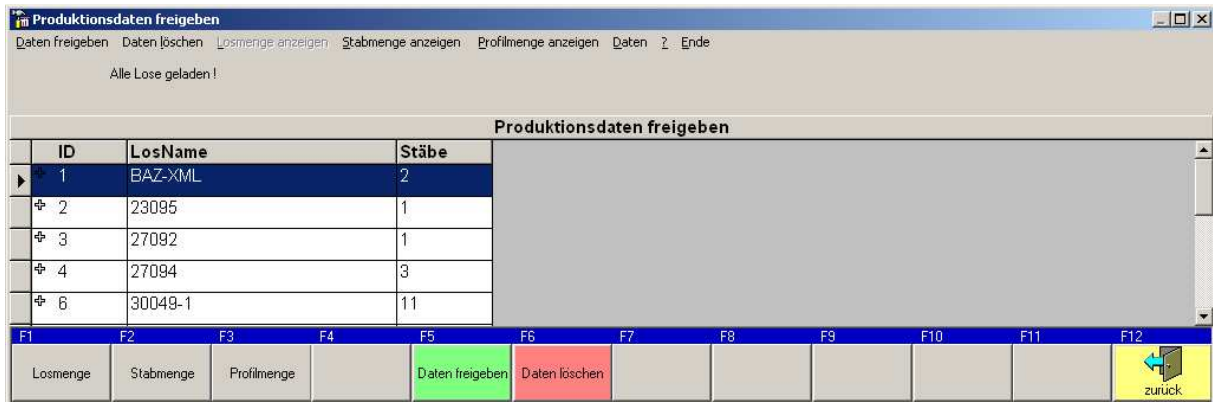 Produktionsdaten freigeben
Daten freigeben Daten löschen Losmenge anzeigen Stabmenge anzeigen Profilmenge anzeigen Daten ? Ende
Alle Lose geladen !
Produktionsdaten freigeben
ID LosName Stäbe
1 BAZ-XML 2
2 23095 1
3 27092 1
4 27094 3
6 30049-1 11
F1 F2 F3 F4 F5 F6 F7 F8 F9 F10 F11 F12
Losmenge Stabmenge Profilmenge Daten freigeben Daten löschen zurück